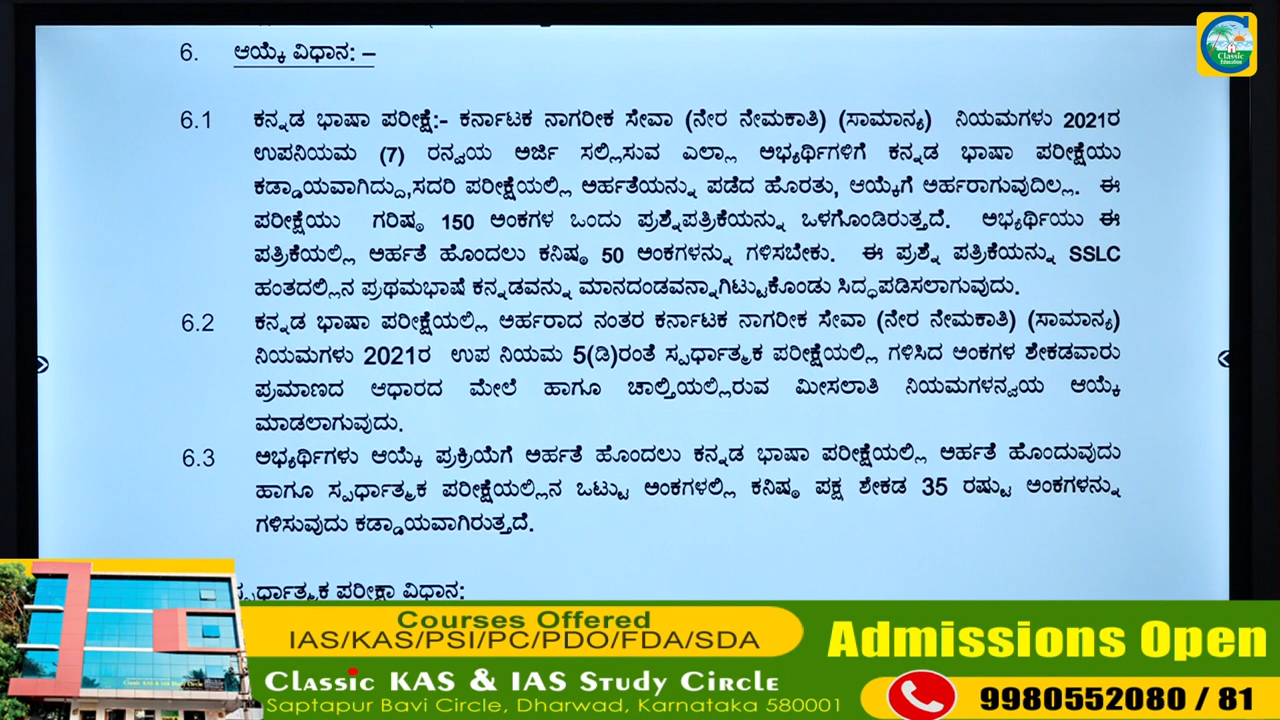 Classic
Education
6. ಆಯ್ಕೆ ವಿಧಾನ: –
6.1 ಕನ್ನಡ ಭಾಷಾ ಪರೀಕ್ಷೆ:- ಕರ್ನಾಟಕ ನಾಗರೀಕ ಸೇವಾ (ನೇರ ನೇಮಕಾತಿ) (ಸಾಮಾನ್ಯ) ನಿಯಮಗಳು 2021ರ
ಉಪನಿಯಮ (7) ರನ್ವಯ ಅರ್ಜಿ ಸಲ್ಲಿಸುವ ಎಲ್ಲಾ ಅಭ್ಯರ್ಥಿಗಳಿಗೆ ಕನ್ನಡ ಭಾಷಾ ಪರೀಕ್ಷೆಯು
ಕಡ್ಡಾಯವಾಗಿದ್ದು,ಸದರಿ ಪರೀಕ್ಷೆಯಲ್ಲಿ ಅರ್ಹತೆಯನ್ನು ಪಡೆದ ಹೊರತು, ಆಯ್ಕೆಗೆ ಅರ್ಹರಾಗುವುದಿಲ್ಲ. ಈ
ಪರೀಕ್ಷೆಯು ಗರಿಷ್ಠ 150 ಅಂಕಗಳ ಒಂದು ಪ್ರಶ್ನೆಪತ್ರಿಕೆಯನ್ನು ಒಳಗೊಂಡಿರುತ್ತದೆ. ಅಭ್ಯರ್ಥಿಯು ಈ
ಪತ್ರಿಕೆಯಲ್ಲಿ ಅರ್ಹತೆ ಹೊಂದಲು ಕನಿಷ್ಠ 50 ಅಂಕಗಳನ್ನು ಗಳಿಸಬೇಕು. ಈ ಪ್ರಶ್ನೆ ಪತ್ರಿಕೆಯನ್ನು SSLC
ಹಂತದಲ್ಲಿನ ಪ್ರಥಮಭಾಷೆ ಕನ್ನಡವನ್ನು ಮಾನದಂಡವನ್ನಾಗಿಟ್ಟುಕೊಂಡು ಸಿದ್ಧಪಡಿಸಲಾಗುವುದು.
6.2 ಕನ್ನಡ ಭಾಷಾ ಪರೀಕ್ಷೆಯಲ್ಲಿ ಅರ್ಹರಾದ ನಂತರ ಕರ್ನಾಟಕ ನಾಗರೀಕ ಸೇವಾ (ನೇರ ನೇಮಕಾತಿ) (ಸಾಮಾನ್ಯ)
ನಿಯಮಗಳು 2021ರ ಉಪ ನಿಯಮ 5(ಡಿ)ರಂತೆ ಸ್ಪರ್ಧಾತ್ಮಕ ಪರೀಕ್ಷೆಯಲ್ಲಿ ಗಳಿಸಿದ ಅಂಕಗಳ ಶೇಕಡವಾರು
ಪ್ರಮಾಣದ ಆಧಾರದ ಮೇಲೆ ಹಾಗೂ ಚಾಲ್ತಿಯಲ್ಲಿರುವ ಮೀಸಲಾತಿ ನಿಯಮಗಳನ್ವಯ ಆಯ್ಕೆ
ಮಾಡಲಾಗುವುದು.
6.3 ಅಭ್ಯರ್ಥಿಗಳು ಆಯ್ಕೆ ಪ್ರಕ್ರಿಯೆಗೆ ಅರ್ಹತೆ ಹೊಂದಲು ಕನ್ನಡ ಭಾಷಾ ಪರೀಕ್ಷೆಯಲ್ಲಿ ಅರ್ಹತೆ ಹೊಂದುವುದು
ಹಾಗೂ ಸ್ಪರ್ಧಾತ್ಮಕ ಪರೀಕ್ಷೆಯಲ್ಲಿನ ಒಟ್ಟು ಅಂಕಗಳಲ್ಲಿ ಕನಿಷ್ಠ ಪಕ್ಷ ಶೇಕಡ 35 ರಷ್ಟು ಅಂಕಗಳನ್ನು
ಗಳಿಸುವುದು ಕಡ್ಡಾಯವಾಗಿರುತ್ತದೆ.
ಸ್ಪರ್ಧಾತ್ಮಕ ಪರೀಕ್ಷಾ ವಿಧಾನ:
Courses Offered
IAS/KAS/PSI/PC/PDO/FDA/SDA
Classic KAS & IAS Study Circle
Saptapur Bavi Circle, Dharwad, Karnataka 580001
Admissions Open
9980552080 / 81